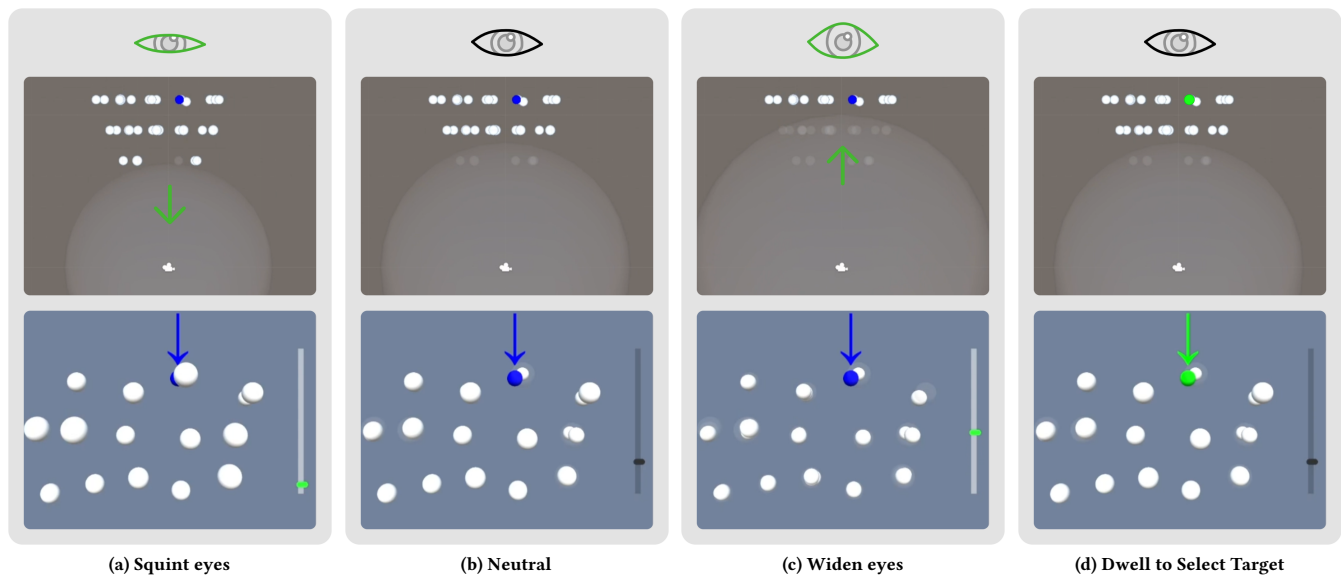 (a) Squint eyes
(b) Neutral
(c) Widen eyes
(d) Dwell to Select Target